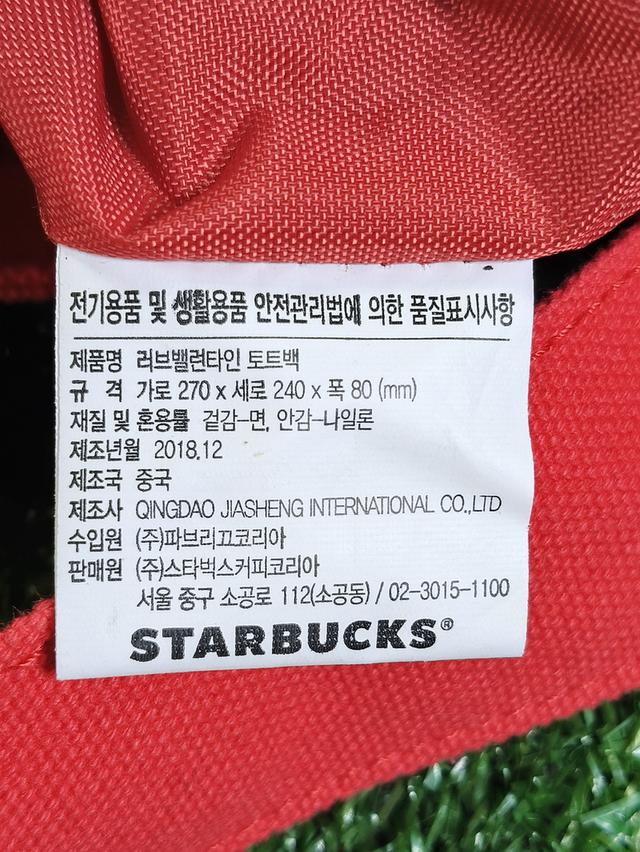 전기용품 및 생활용품 안전관리법에 의한 품질표시사항
제품명 러브밸런타인 토트백
규 격 가로 270 x 세로 240 x 폭 80 (mm)
재질 및 혼용률 겉감-면, 안감-나일론
제조년월 2018.12
제조국 중국
제조사 QINGDAO JIASHENG INTERNATIONAL CO.,LTD
수입원 (주)파브리끄코리아
판매원 (주)스타벅스커피코리아
서울 중구 소공로 112(소공동) / 02-3015-1100
STARBUCKS®